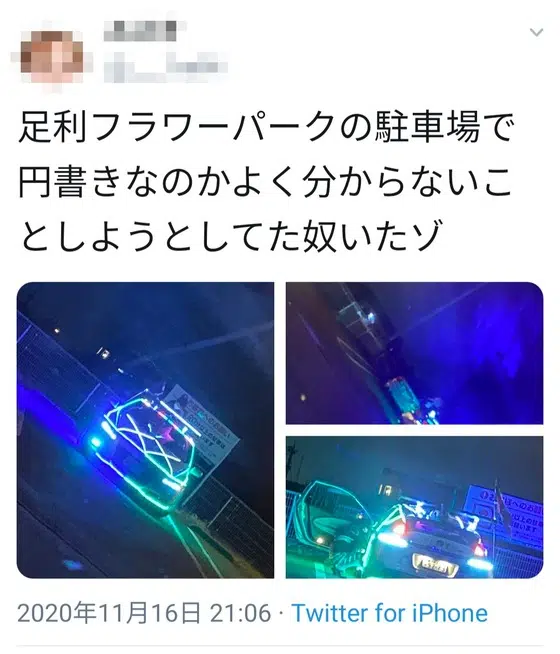 足利フラワーパークの駐車場で
円書きなのかよく分からないこ
としようとしてた奴いたゾ
2020年11月16日 21:06 · Twitter for iPhone